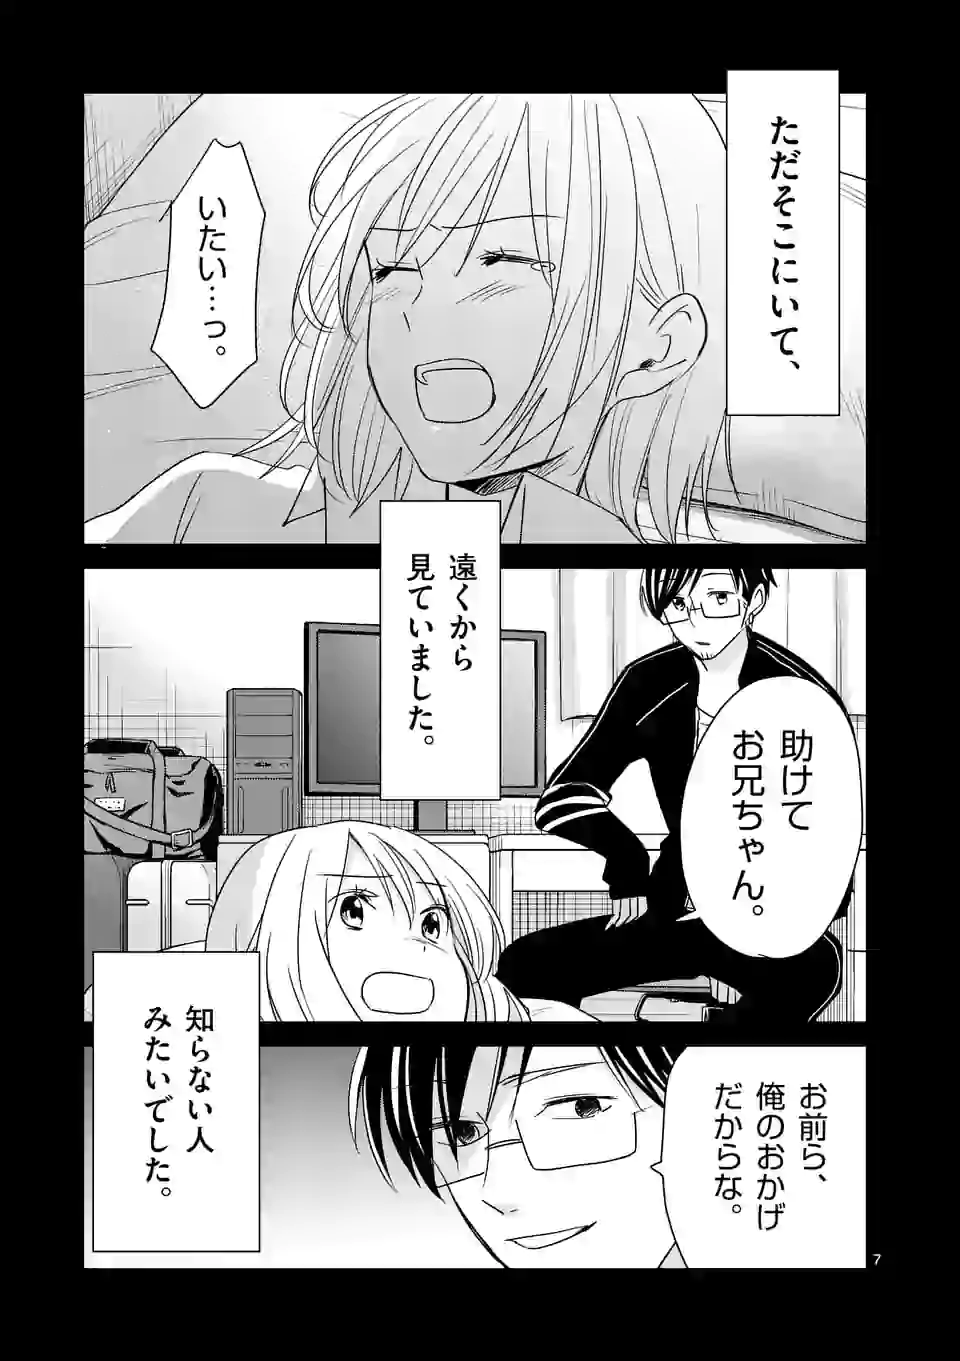 ただそこにいて、
いたい…っ。
遠くから
見ていました。
助けて
お兄ちゃん。
お前ら、
俺のおかげ
だからな。
知らない人
みたいでした。
7